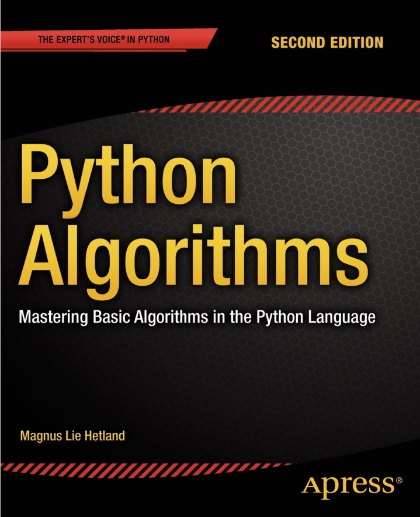 THE EXPERT'S VOICE® IN PYTHON
SECOND EDITION
Python
Algorithms
Mastering Basic Algorithms in the Python Language
Magnus Lie Hetland
Apress®